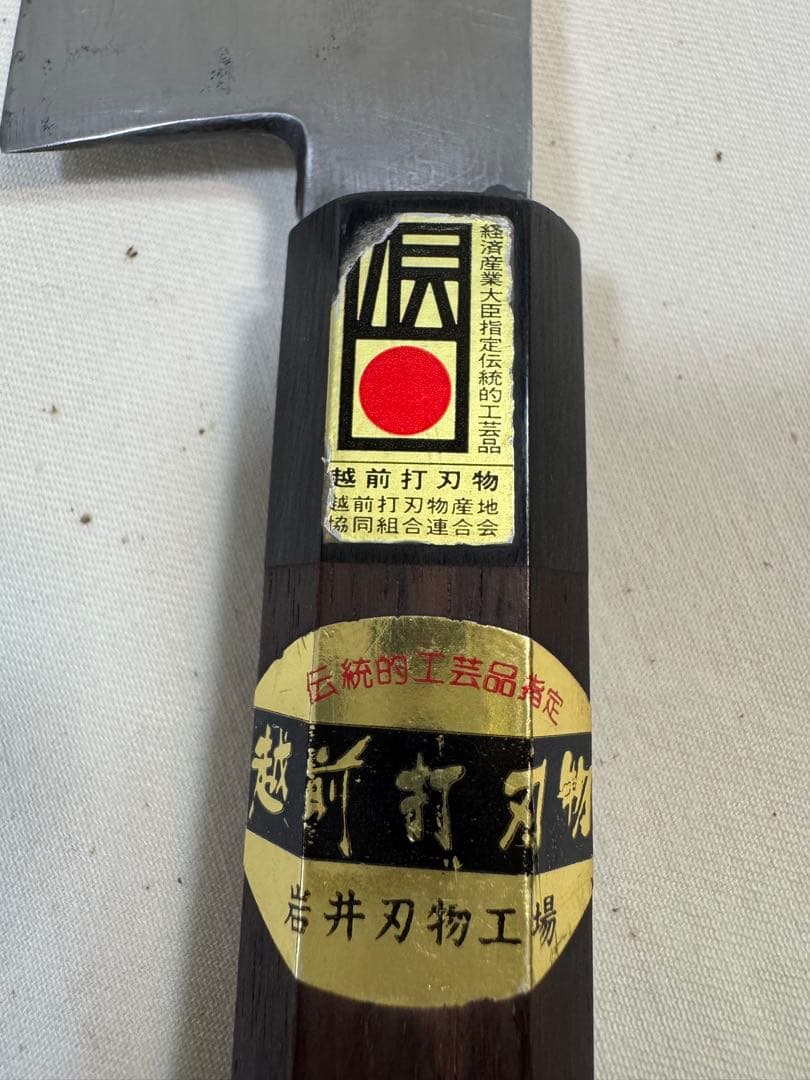 伝
経済産業大臣指定伝統的工芸品
越前打刃物
越前打刃物産地
協同組合連合会
伝統的工芸品指定
越前打刃物
岩井刃物工場